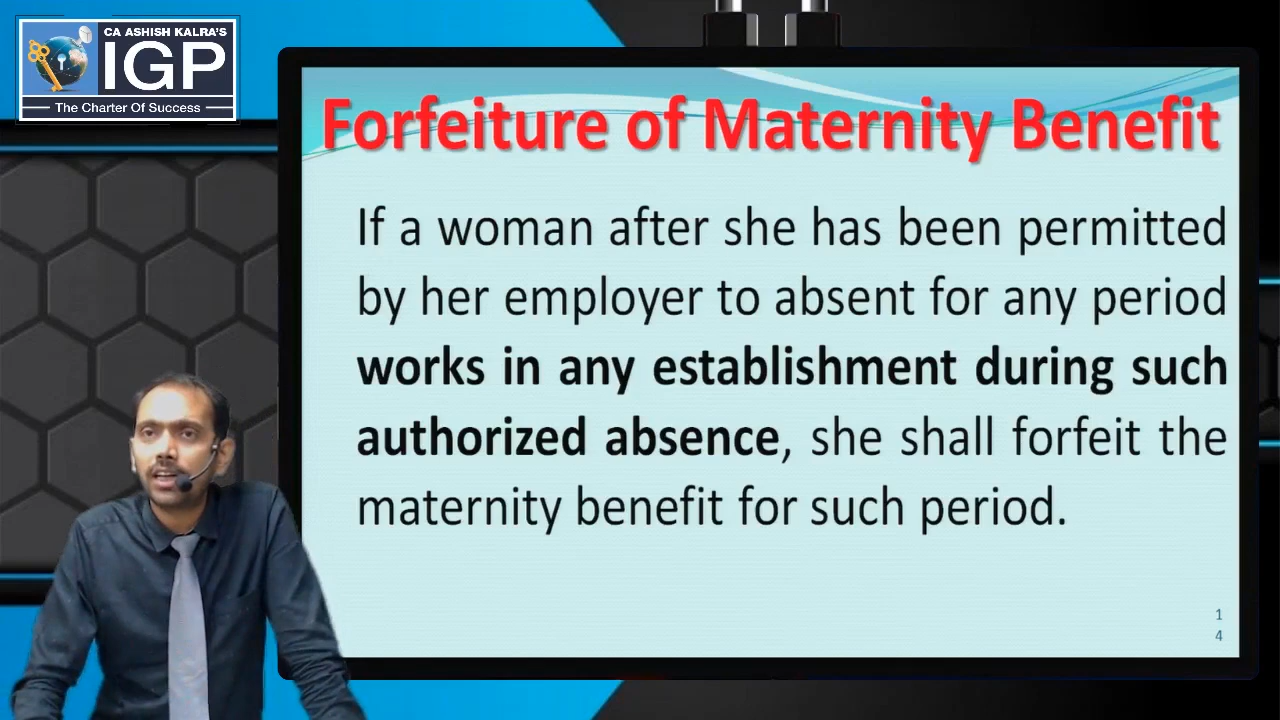 CA ASHISH KALRA'S
IGP
The Charter Of Success
Forfeiture of Maternity Benefit
If a woman after she has been permitted
by her employer to absent for any period
works in any establishment during such
authorized absence, she shall forfeit the
maternity benefit for such period.
1
4